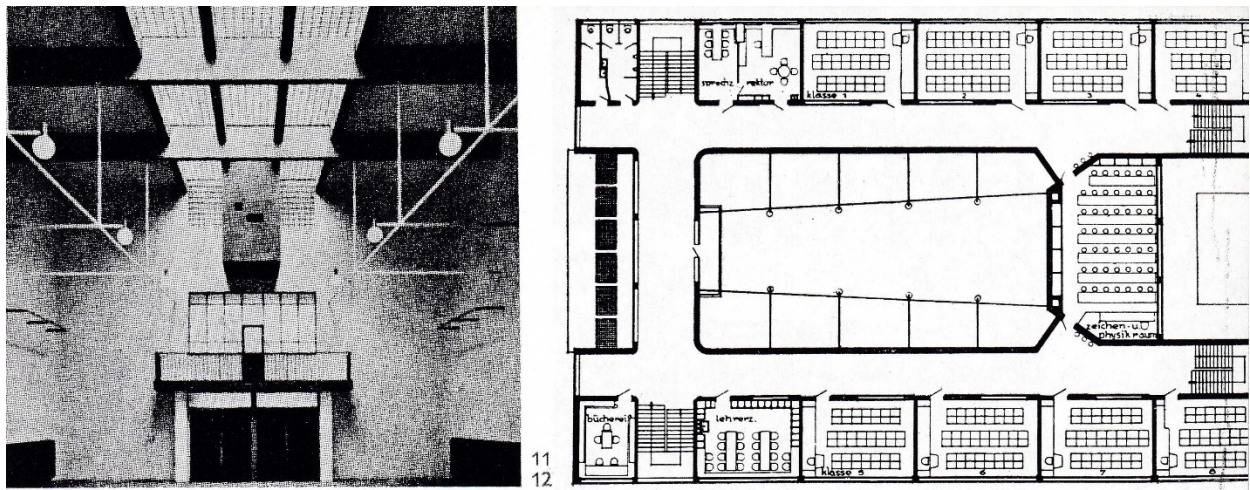 sprechz. rektor
klasse 1
2
3
4
zeichen- u.
physikraum
bücherei
lehrerz.
klasse 5
6
7
8
11
12